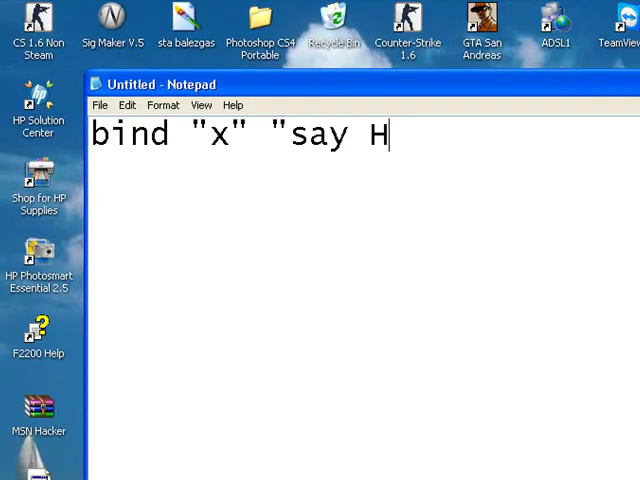 CS 1.6 Non
Steam
Sig Maker V.5
sta balezgas
Photoshop CS4
Portable
Recycle Bin
Counter-Strike
1.6
GTA San
Andreas
ADSL1
TeamView
HP Solution
Center
Shop for HP
Supplies
HP Photosmart
Essential 2.5
F2200 Help
MSN Hacker
Untitled - Notepad
File Edit Format View Help
bind "x" "say H